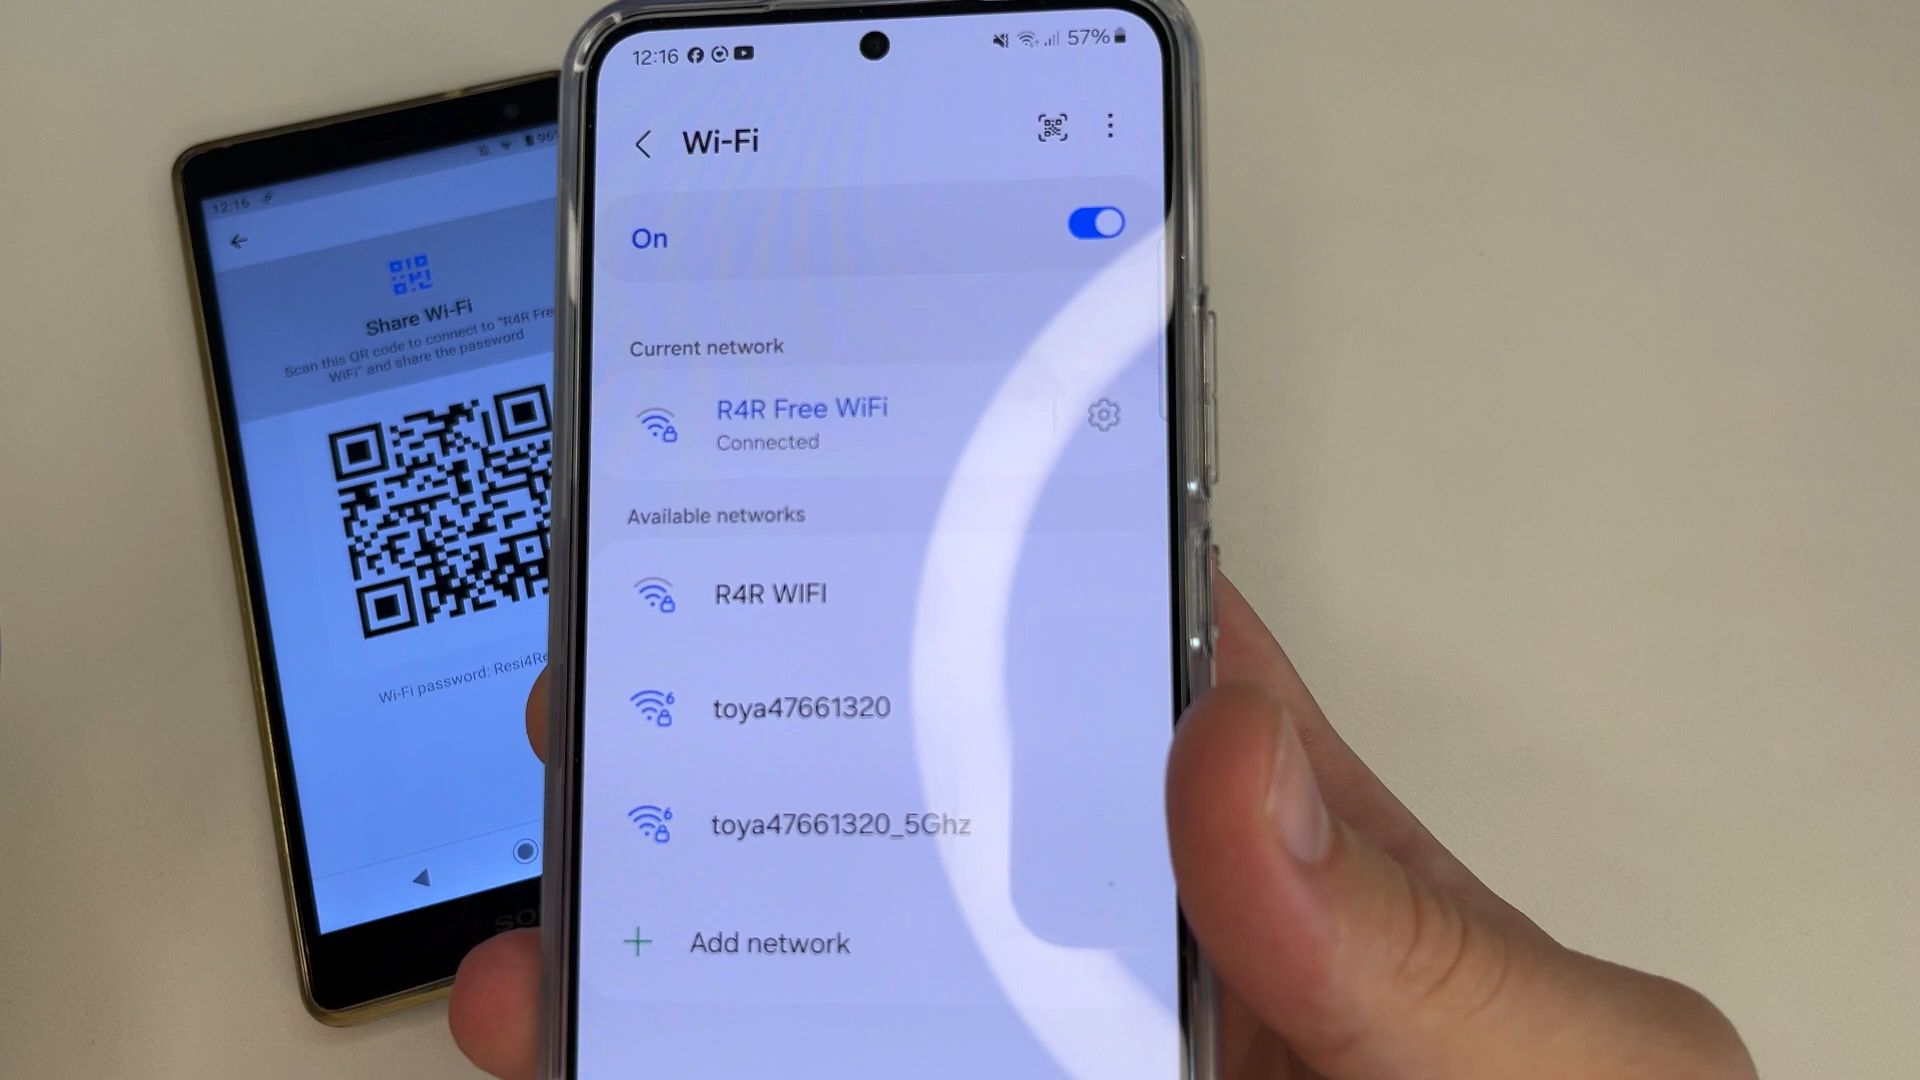 12:16
57%
Wi-Fi
On
Current network
R4R Free WiFi
Connected
Available networks
R4R WIFI
toya47661320
toya47661320_5Ghz
Add network
12:16
Share Wi-Fi
Scan this QR code to connect to "R4R
WiFi" and share the password
Wi-Fi password: